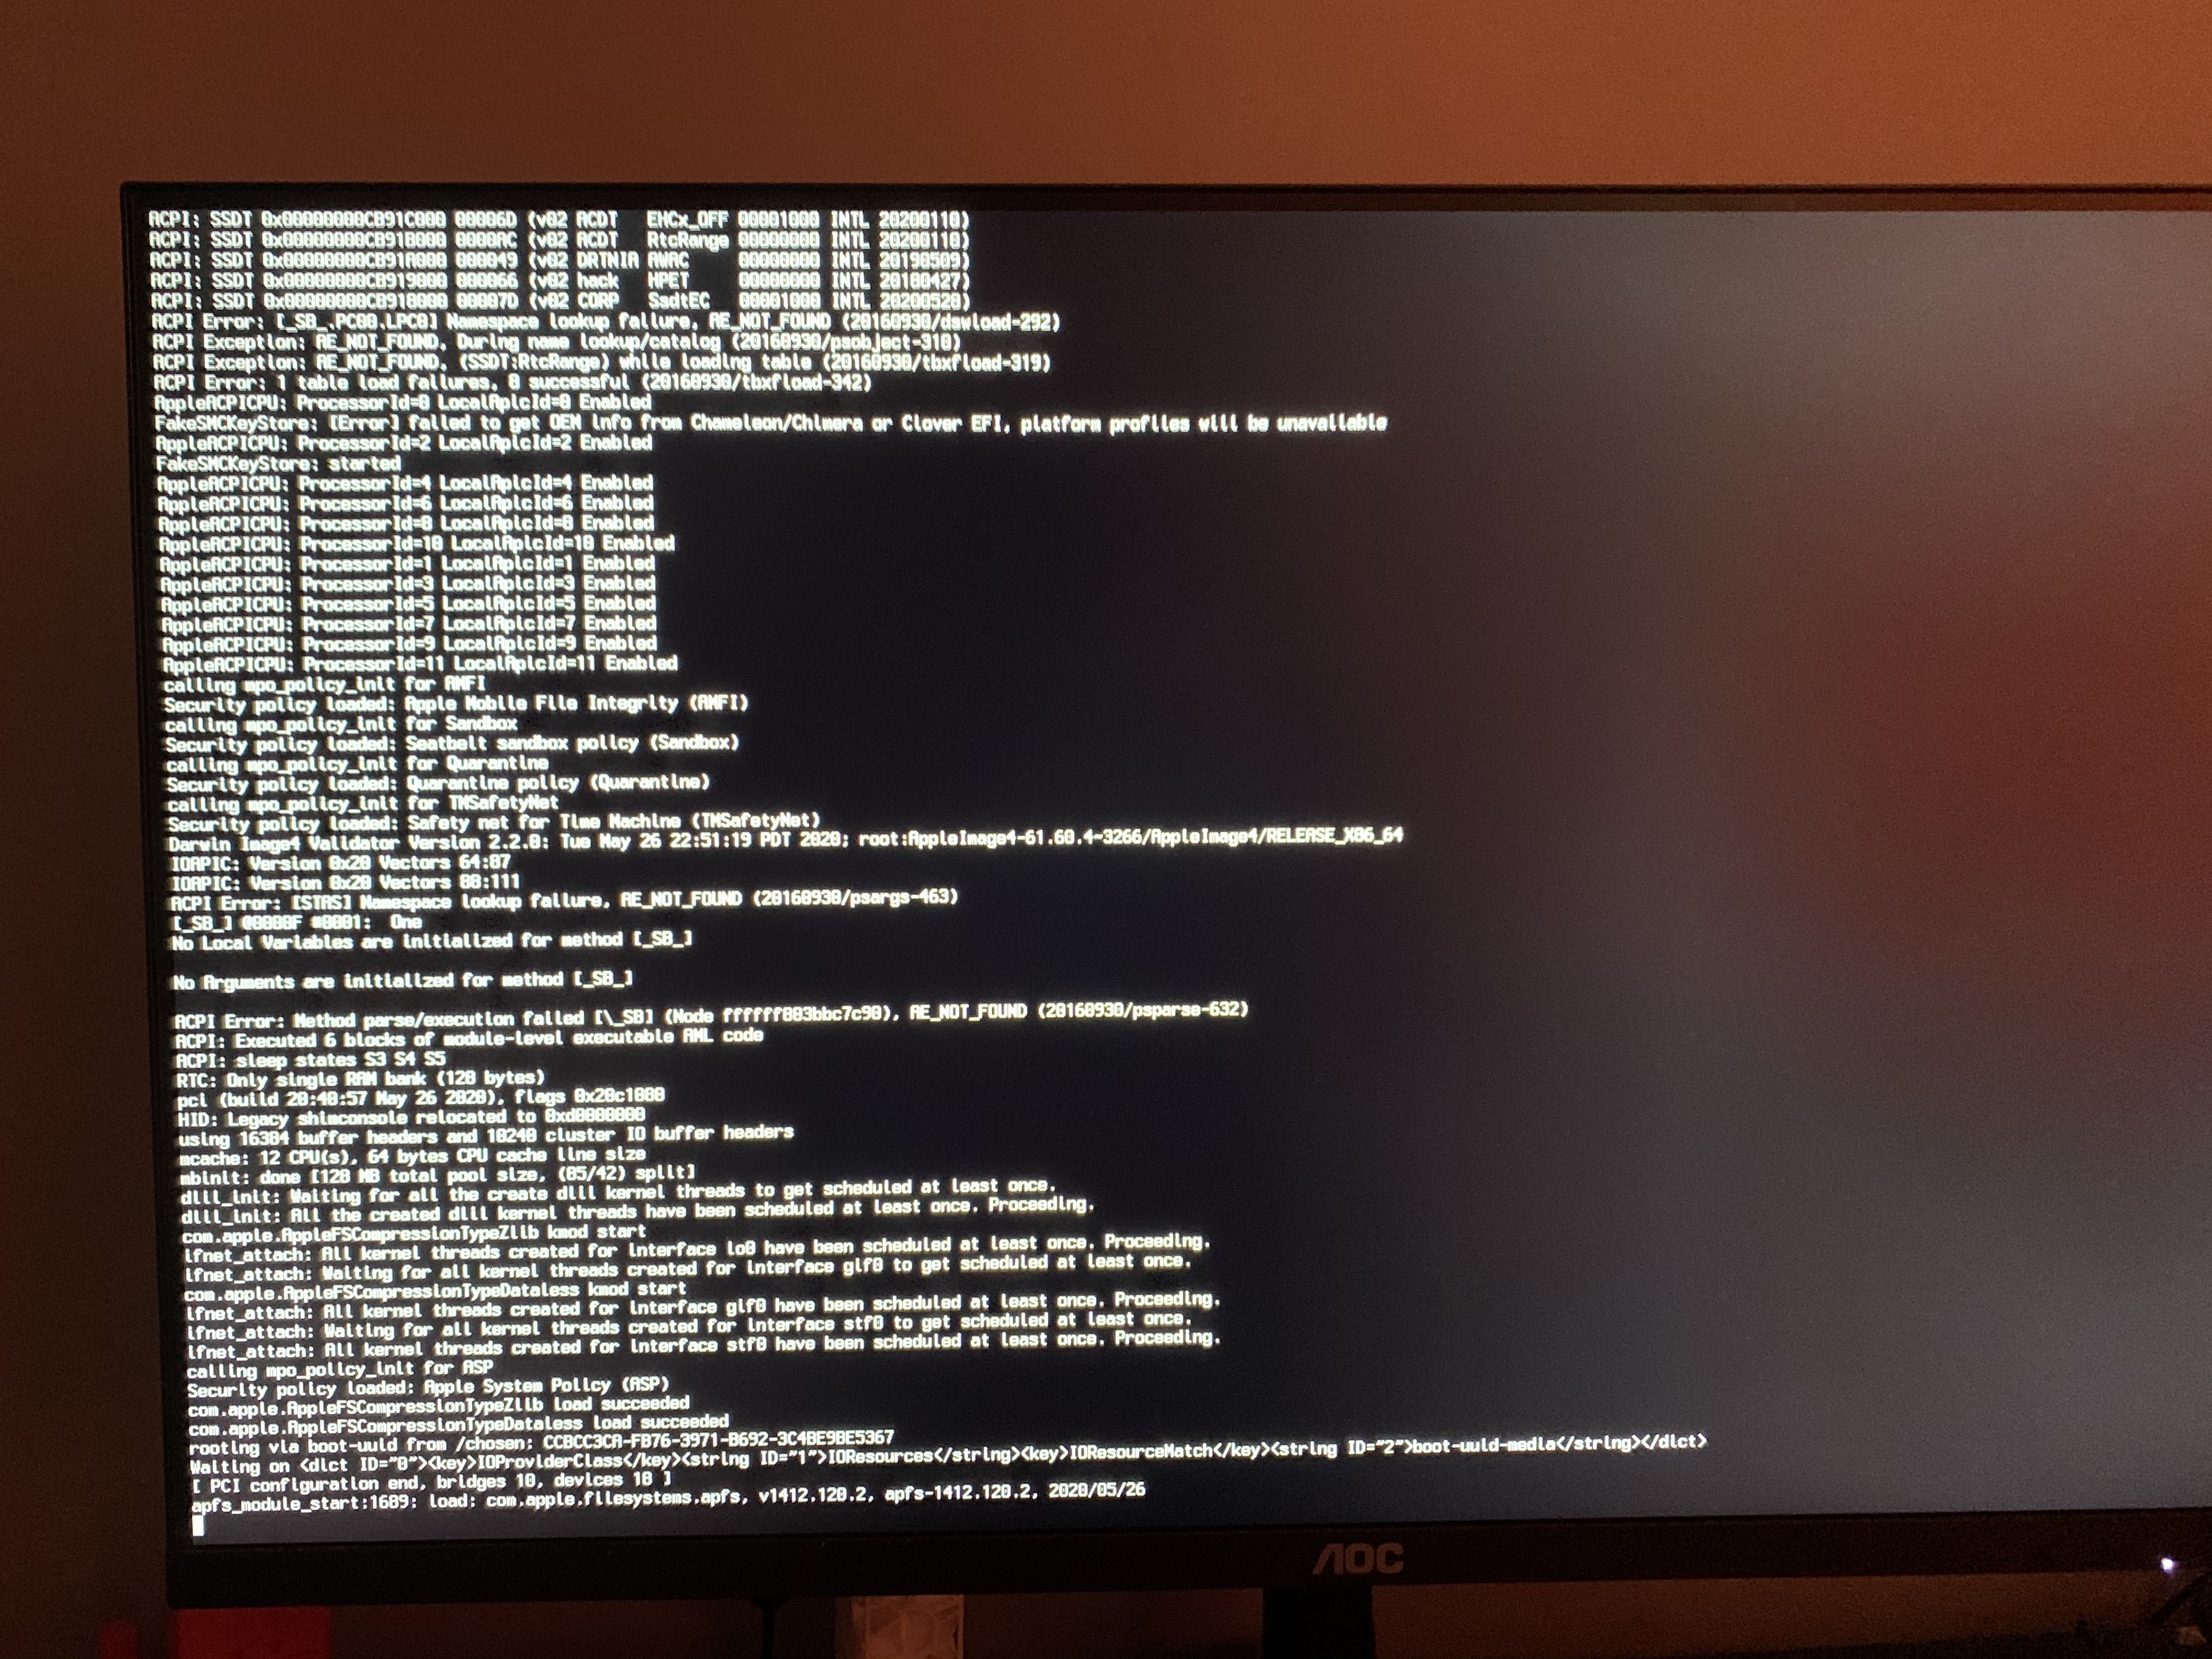 ACPI: SSDT 0x00000000CB91C000 00006D (v02 ACDT   EHCx_OFF 00001000 INTL 20200110)
ACPI: SSDT 0x00000000CB91B000 0000AC (v02 ACDT   RtcRange 00000000 INTL 20200110)
ACPI: SSDT 0x00000000CB91A000 000049 (v02 DRTNIA AWAC     00000000 INTL 20190509)
ACPI: SSDT 0x00000000CB919000 000066 (v02 hack   HPET     00000000 INTL 20180427)
ACPI: SSDT 0x00000000CB918000 00007D (v02 CORP   SsdtEC   00001000 INTL 20200528)
ACPI Error: [_SB_.PC00.LPC0] Namespace lookup failure, AE_NOT_FOUND (20160930/dswload-292)
ACPI Exception: AE_NOT_FOUND, During name lookup/catalog (20160930/psobject-310)
ACPI Exception: AE_NOT_FOUND, (SSDT:RtcRange) while loading table (20160930/tbxfload-319)
ACPI Error: 1 table load failures, 8 successful (20160930/tbxfload-342)
AppleACPICPU: ProcessorId=0 LocalApicId=0 Enabled
FakeSMCKeyStore: [Error] failed to get OEM info from Chameleon/Chimera or Clover EFI, platform profiles will be unavailable
AppleACPICPU: ProcessorId=2 LocalApicId=2 Enabled
FakeSMCKeyStore: started
AppleACPICPU: ProcessorId=4 LocalApicId=4 Enabled
AppleACPICPU: ProcessorId=6 LocalApicId=6 Enabled
AppleACPICPU: ProcessorId=8 LocalApicId=8 Enabled
AppleACPICPU: ProcessorId=10 LocalApicId=10 Enabled
AppleACPICPU: ProcessorId=1 LocalApicId=1 Enabled
AppleACPICPU: ProcessorId=3 LocalApicId=3 Enabled
AppleACPICPU: ProcessorId=5 LocalApicId=5 Enabled
AppleACPICPU: ProcessorId=7 LocalApicId=7 Enabled
AppleACPICPU: ProcessorId=9 LocalApicId=9 Enabled
AppleACPICPU: ProcessorId=11 LocalApicId=11 Enabled
calling mpo_policy_init for AMFI
Security policy loaded: Apple Mobile File Integrity (AMFI)
calling mpo_policy_init for Sandbox
Security policy loaded: Seatbelt sandbox policy (Sandbox)
calling mpo_policy_init for Quarantine
Security policy loaded: Quarantine policy (Quarantine)
calling mpo_policy_init for TMSafetyNet
Security policy loaded: Safety net for Time Machine (TMSafetyNet)
Darwin Image4 Validator Version 2.2.0: Tue May 26 22:51:19 PDT 2020; root:AppleImage4-61.60.4~3266/AppleImage4/RELEASE_X86_64
IOAPIC: Version 0x20 Vectors 64:87
IOAPIC: Version 0x20 Vectors 88:111
ACPI Error: [STAS] Namespace lookup failure, AE_NOT_FOUND (20160930/psargs-463)
[_SB_] @0000F #0001:  One
No Local Variables are initialized for method [_SB_]
No Arguments are initialized for method [_SB_]
ACPI Error: Method parse/execution failed [\_SB] (Node ffffff803bbc7c90), AE_NOT_FOUND (20160930/psparse-632)
ACPI: Executed 6 blocks of module-level executable AML code
ACPI: sleep states S3 S4 S5
RTC: Only single RAM bank (128 bytes)
pci (build 20:40:57 May 26 2020), flags 0x20c1000
HID: Legacy shimconsole relocated to 0xd0000000
using 16384 buffer headers and 10240 cluster IO buffer headers
mcache: 12 CPU(s), 64 bytes CPU cache line size
mbinit: done [128 MB total pool size, (85/42) split]
dlil_init: Waiting for all the create dlil kernel threads to get scheduled at least once.
dlil_init: All the created dlil kernel threads have been scheduled at least once. Proceeding.
com.apple.AppleFSCompressionTypeZlib kmod start
ifnet_attach: All kernel threads created for interface lo0 have been scheduled at least once. Proceeding.
ifnet_attach: Waiting for all kernel threads created for interface gif0 to get scheduled at least once.
com.apple.AppleFSCompressionTypeDataless kmod start
ifnet_attach: All kernel threads created for interface gif0 have been scheduled at least once. Proceeding.
ifnet_attach: Waiting for all kernel threads created for interface stf0 to get scheduled at least once.
ifnet_attach: All kernel threads created for interface stf0 have been scheduled at least once. Proceeding.
calling mpo_policy_init for ASP
Security policy loaded: Apple System Policy (ASP)
com.apple.AppleFSCompressionTypeZlib load succeeded
com.apple.AppleFSCompressionTypeDataless load succeeded
rooting via boot-uuid from /chosen: CCBCC3CA-FB76-3971-B692-3C4BE9BE5367
Waiting on <dict ID="0"><key>IOProviderClass</key><string ID="1">IOResources</string><key>IOResourceMatch</key><string ID="2">boot-uuid-media</string></dict>
[ PCI configuration end, bridges 10, devices 18 ]
apfs_module_start:1689: load: com.apple.filesystems.apfs, v1412.120.2, apfs-1412.120.2, 2020/05/26
AOC